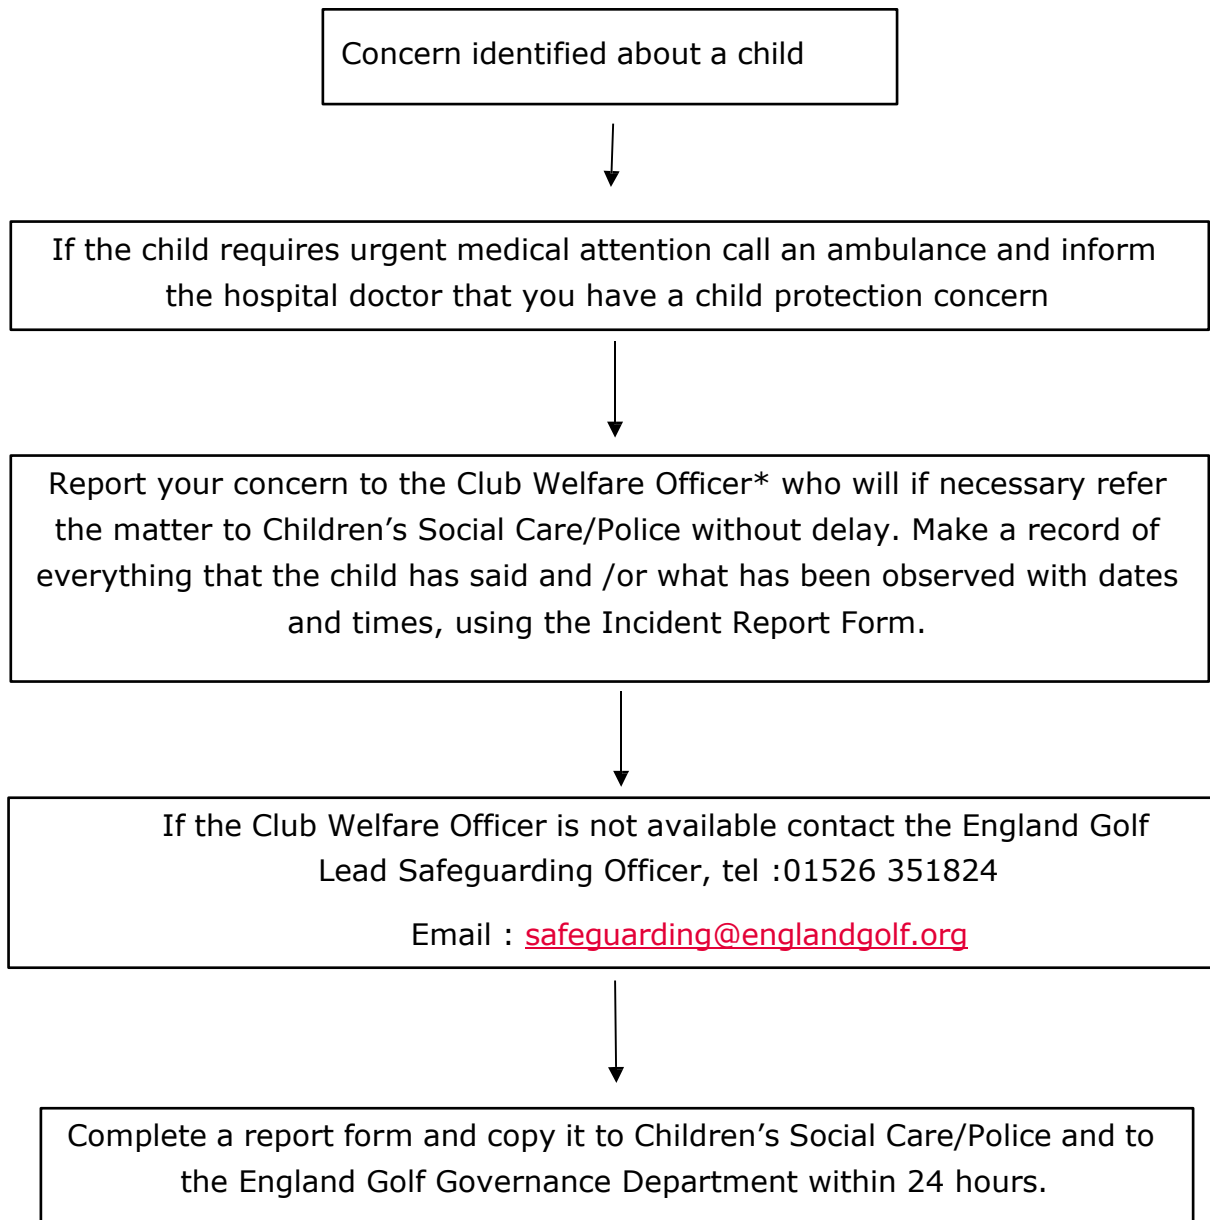 Concern identified about a child
If the child requires urgent medical attention call an ambulance and inform
the hospital doctor that you have a child protection concern
Report your concern to the Club Welfare Officer* who will if necessary refer
the matter to Children’s Social Care/Police without delay. Make a record of
everything that the child has said and /or what has been observed with dates
and times, using the Incident Report Form.
If the Club Welfare Officer is not available contact the England Golf
Lead Safeguarding Officer, tel :01526 351824
Email : safeguarding@englandgolf.org
Complete a report form and copy it to Children’s Social Care/Police and to
the England Golf Governance Department within 24 hours.